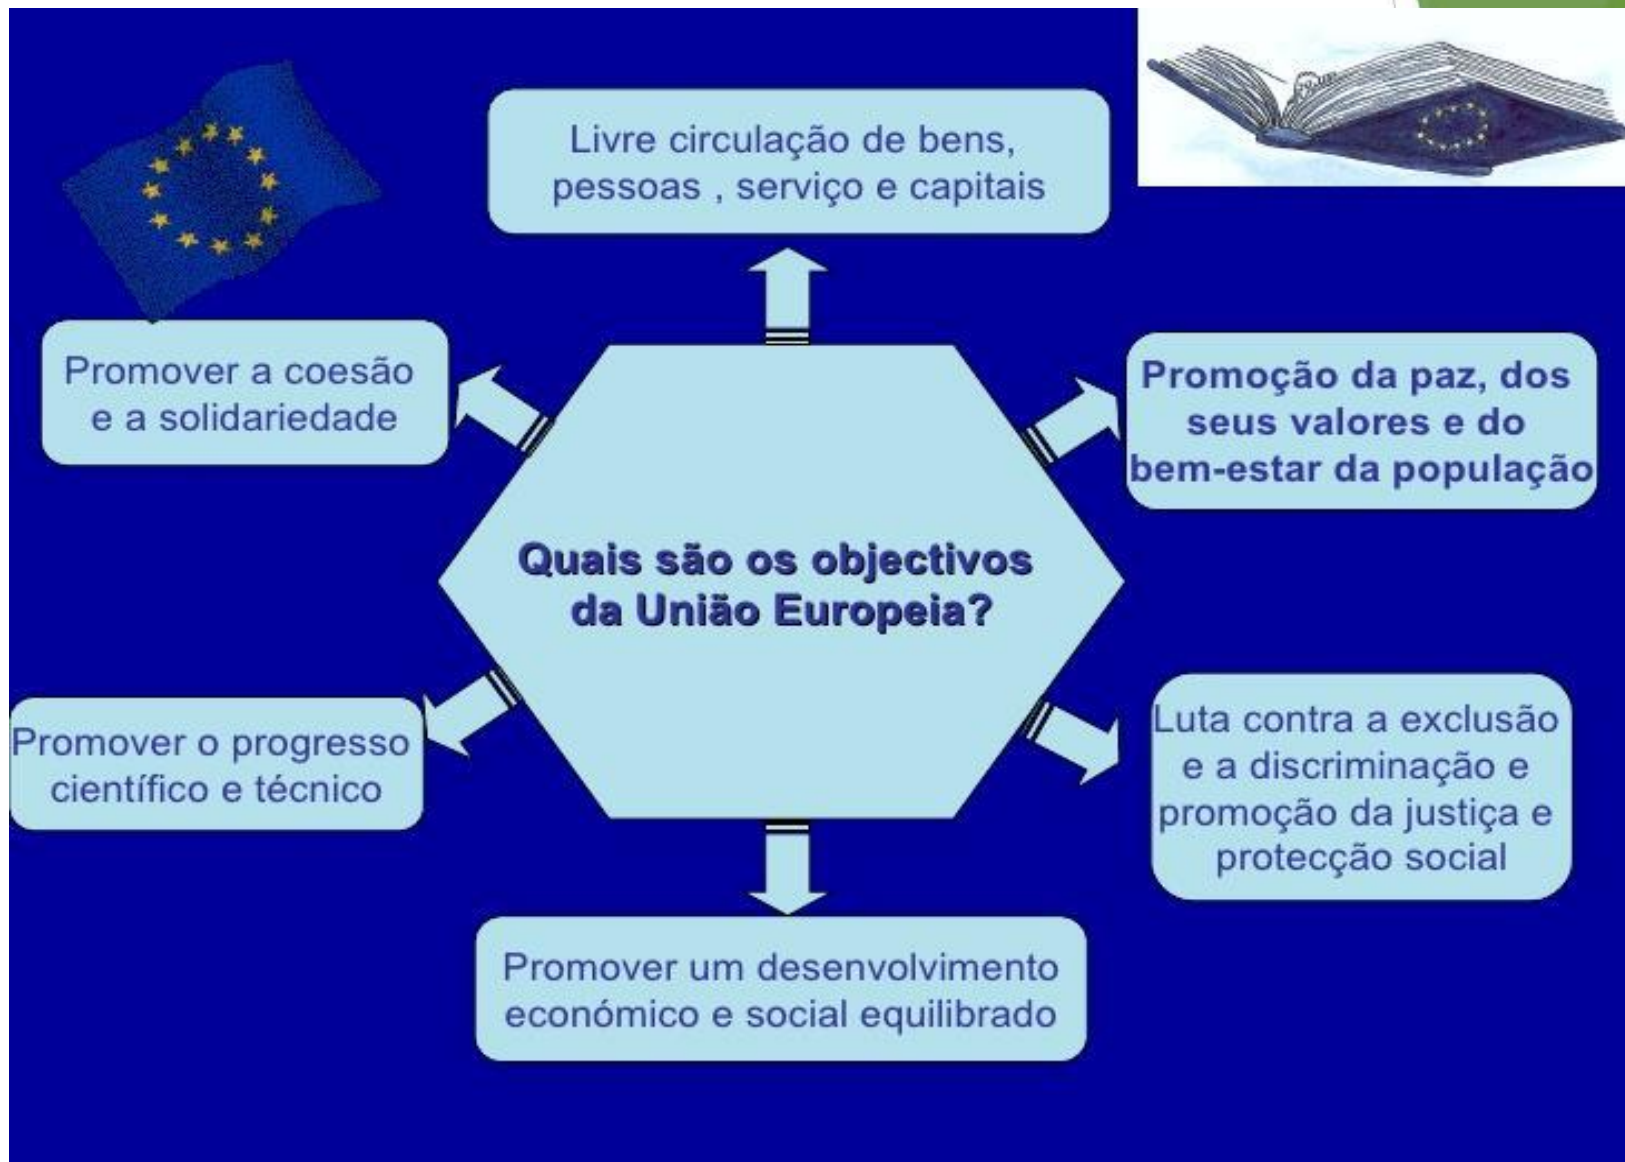 Livre circulação de bens,
pessoas , serviço e capitais
Promover a coesão
e a solidariedade
Promoção da paz, dos
seus valores e do
bem-estar da população
Quais são os objectivos
da União Europeia?
Promover o progresso
científico e técnico
Luta contra a exclusão
e a discriminação e
promoção da justiça e
protecção social
Promover um desenvolvimento
económico e social equilibrado